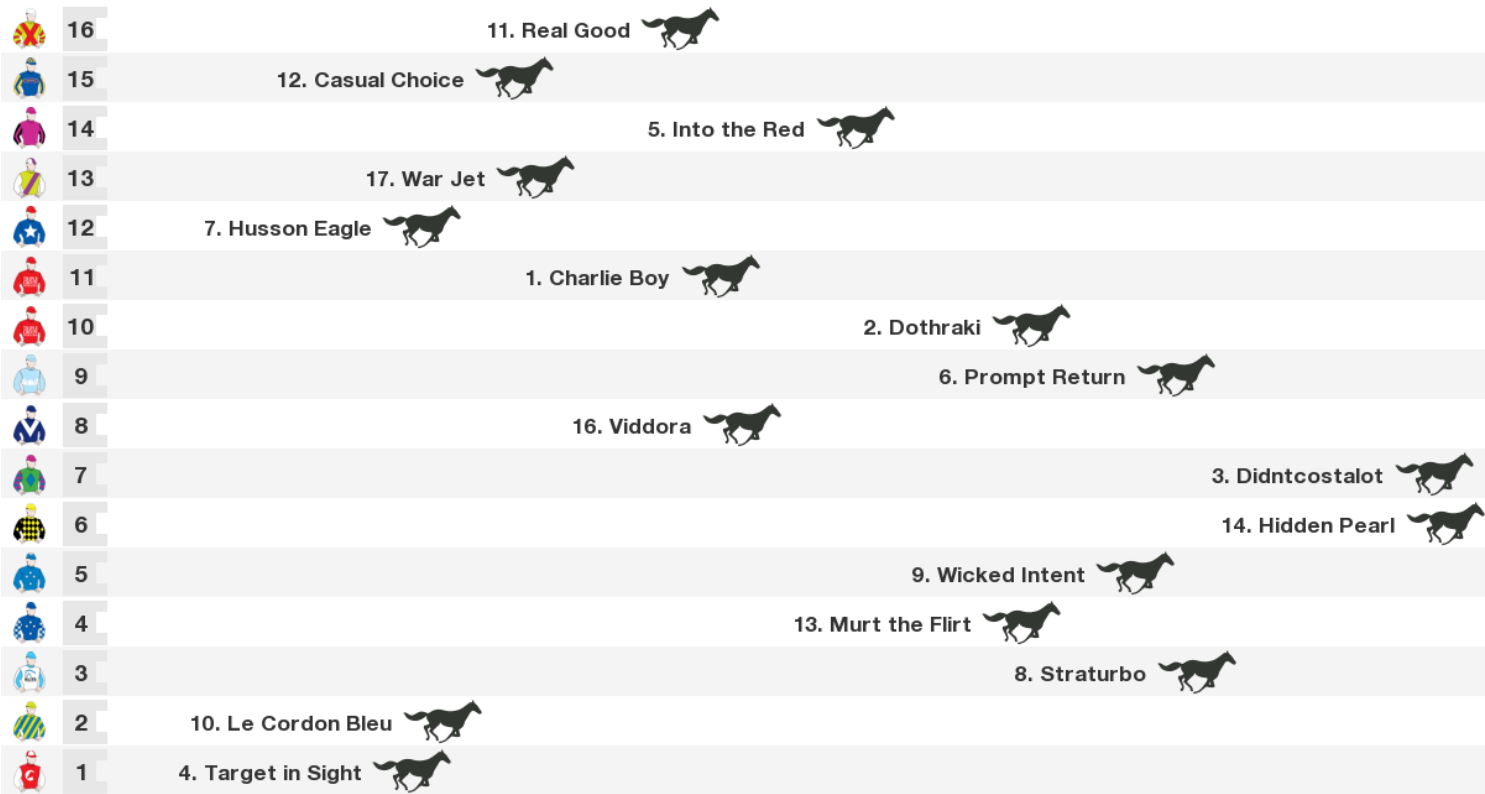 16 11. Real Good
15 12. Casual Choice
14 5. Into the Red
13 17. War Jet
12 7. Husson Eagle
11 1. Charlie Boy
10 2. Dothraki
9 6. Prompt Return
8 16. Viddora
7 3. Didntcostalot
6 14. Hidden Pearl
5 9. Wicked Intent
4 13. Murt the Flirt
3 8. Straturbo
2 10. Le Cordon Bleu
1 4. Target in Sight